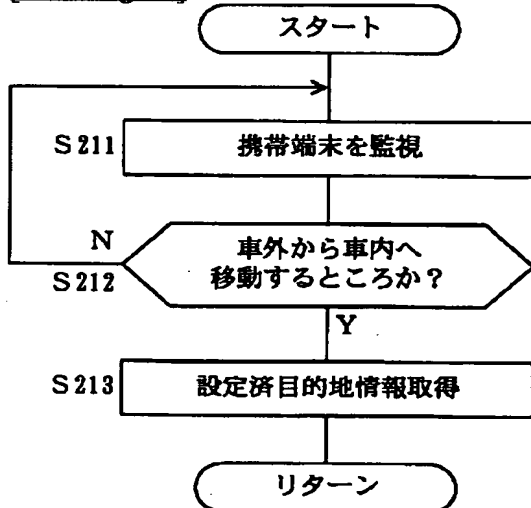 スタート
S211 携帯端末を監視
N
車外から車内へ
S212 移動するところか？
Y
S213 設定済目的地情報取得
リターン